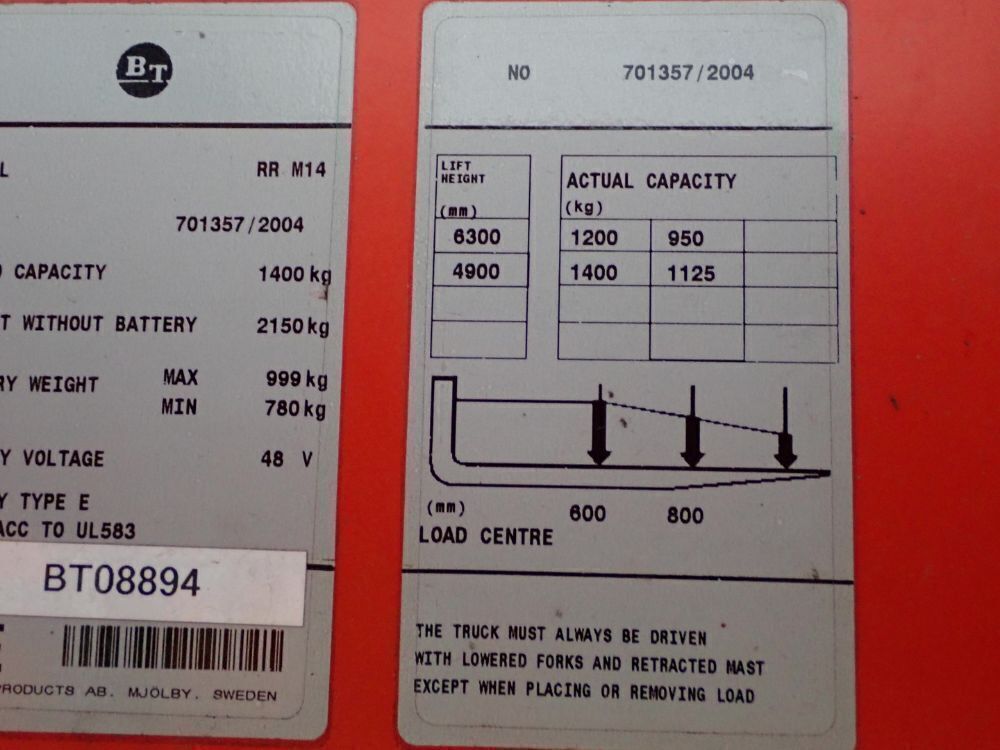 BT
RR M14
701357/2004
CAPACITY 1400 kg
WITHOUT BATTERY 2150 kg
WEIGHT MAX 999 kg
MIN 780 kg
VOLTAGE 48 V
TYPE E
ACC TO UL583
BT08894
PRODUCTS AB. MJÖLBY. SWEDEN
NO 701357/2004
LIFT HEIGHT (mm)
ACTUAL CAPACITY (kg)
6300 1200 950
4900 1400 1125
(mm) 600 800
LOAD CENTRE
THE TRUCK MUST ALWAYS BE DRIVEN
WITH LOWERED FORKS AND RETRACTED MAST
EXCEPT WHEN PLACING OR REMOVING LOAD